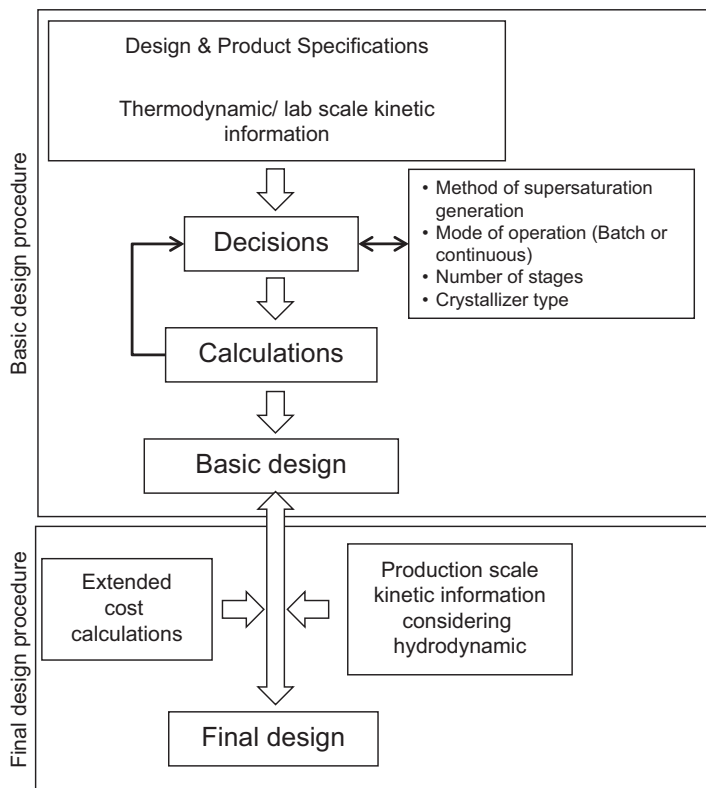 Basic design procedure
Design & Product Specifications
Thermodynamic/ lab scale kinetic
information
Decisions
• Method of supersaturation
generation
• Mode of operation (Batch or
continuous)
• Number of stages
• Crystallizer type
Calculations
Basic design
Final design procedure
Extended
cost
calculations
Production scale
kinetic information
considering
hydrodynamic
Final design